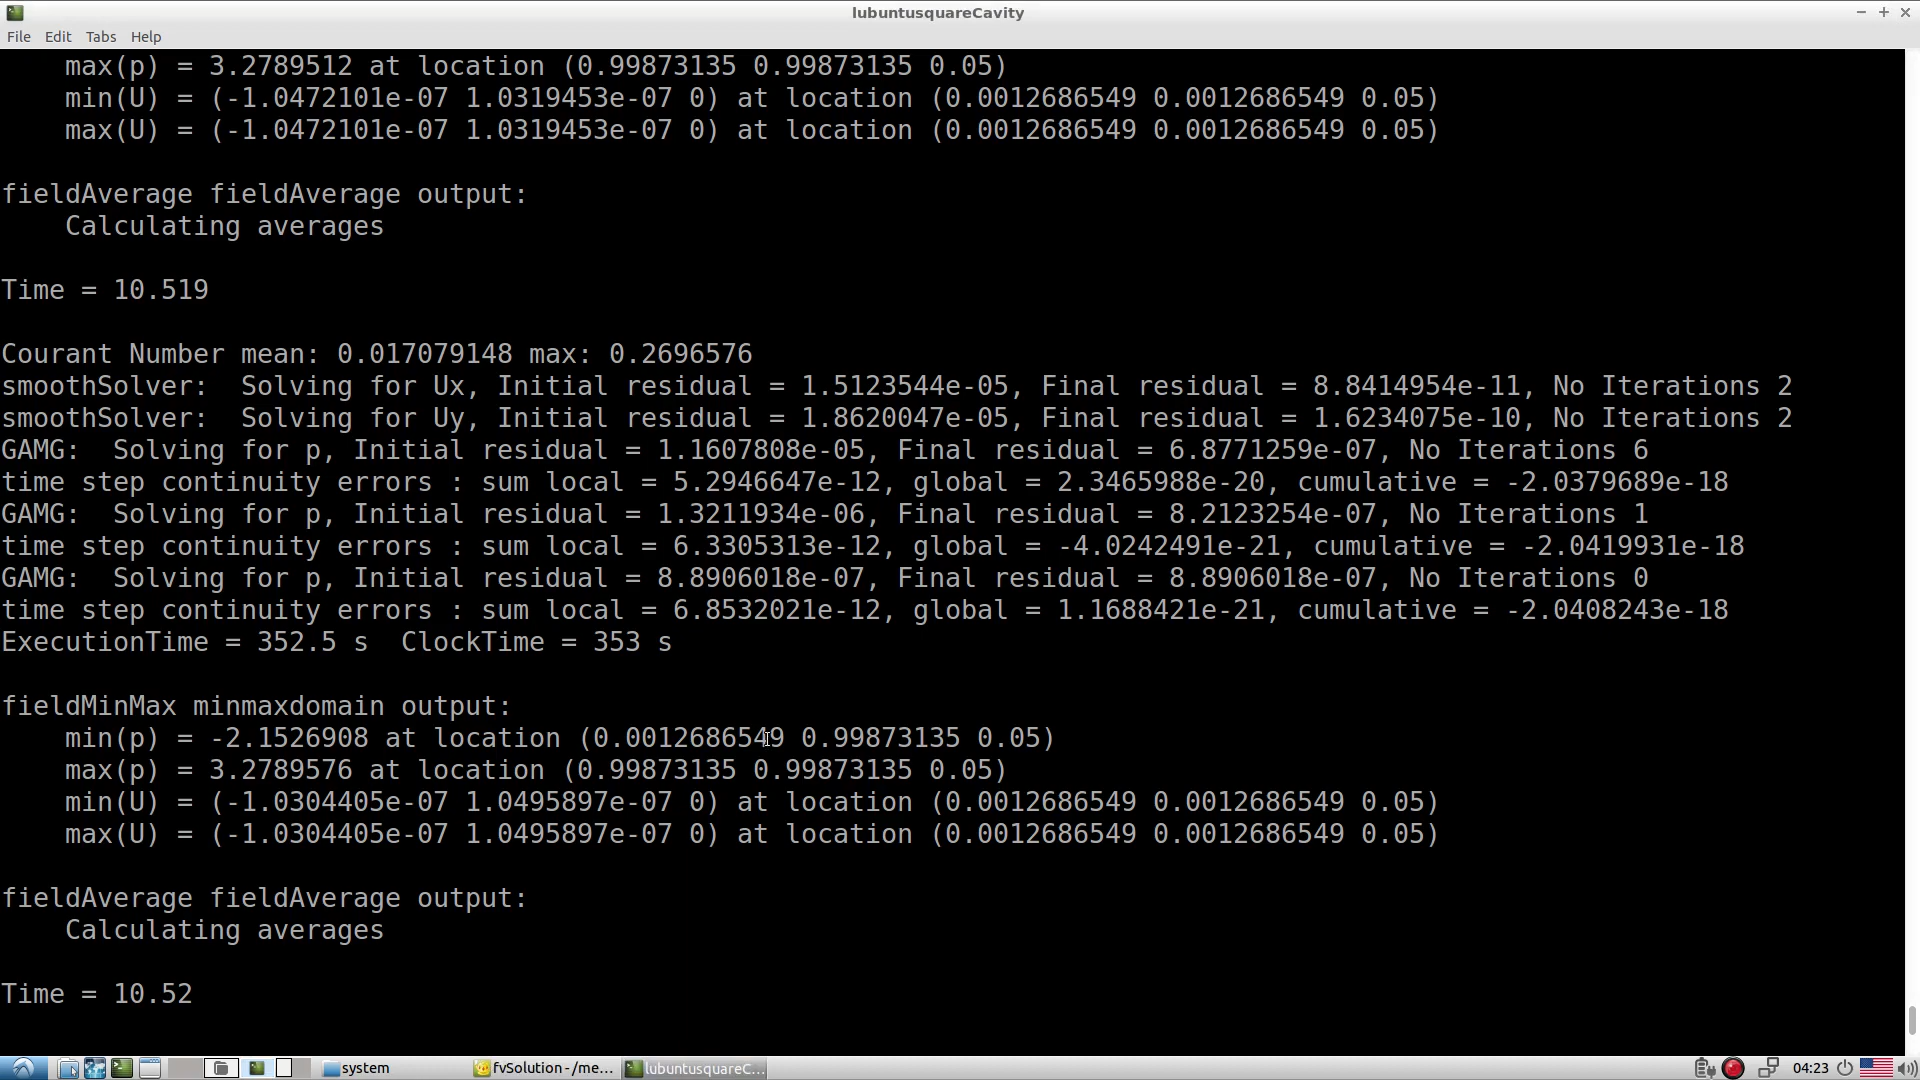 lubuntusquareCavity
File Edit Tabs Help
max(p) = 3.2789512 at location (0.99873135 0.99873135 0.05)
min(U) = (-1.0472101e-07 1.0319453e-07 0) at location (0.0012686549 0.0012686549 0.05)
max(U) = (-1.0472101e-07 1.0319453e-07 0) at location (0.0012686549 0.0012686549 0.05)
fieldAverage fieldAverage output:
Calculating averages
Time = 10.519
Courant Number mean: 0.017079148 max: 0.2696576
smoothSolver:  Solving for Ux, Initial residual = 1.5123544e-05, Final residual = 8.8414954e-11, No Iterations 2
smoothSolver:  Solving for Uy, Initial residual = 1.8620047e-05, Final residual = 1.6234075e-10, No Iterations 2
GAMG:  Solving for p, Initial residual = 1.1607808e-05, Final residual = 6.8771259e-07, No Iterations 6
time step continuity errors : sum local = 5.2946647e-12, global = 2.3465988e-20, cumulative = -2.0379689e-18
GAMG:  Solving for p, Initial residual = 1.3211934e-06, Final residual = 8.2123254e-07, No Iterations 1
time step continuity errors : sum local = 6.3305313e-12, global = -4.0242491e-21, cumulative = -2.0419931e-18
GAMG:  Solving for p, Initial residual = 8.8906018e-07, Final residual = 8.8906018e-07, No Iterations 0
time step continuity errors : sum local = 6.8532021e-12, global = 1.1688421e-21, cumulative = -2.0408243e-18
ExecutionTime = 352.5 s  ClockTime = 353 s
fieldMinMax minmaxdomain output:
min(p) = -2.1526908 at location (0.0012686549 0.99873135 0.05)
max(p) = 3.2789576 at location (0.99873135 0.99873135 0.05)
min(U) = (-1.0304405e-07 1.0495897e-07 0) at location (0.0012686549 0.0012686549 0.05)
max(U) = (-1.0304405e-07 1.0495897e-07 0) at location (0.0012686549 0.0012686549 0.05)
fieldAverage fieldAverage output:
Calculating averages
Time = 10.52
system fvSolution - /me... lubuntusquareC... 04:23